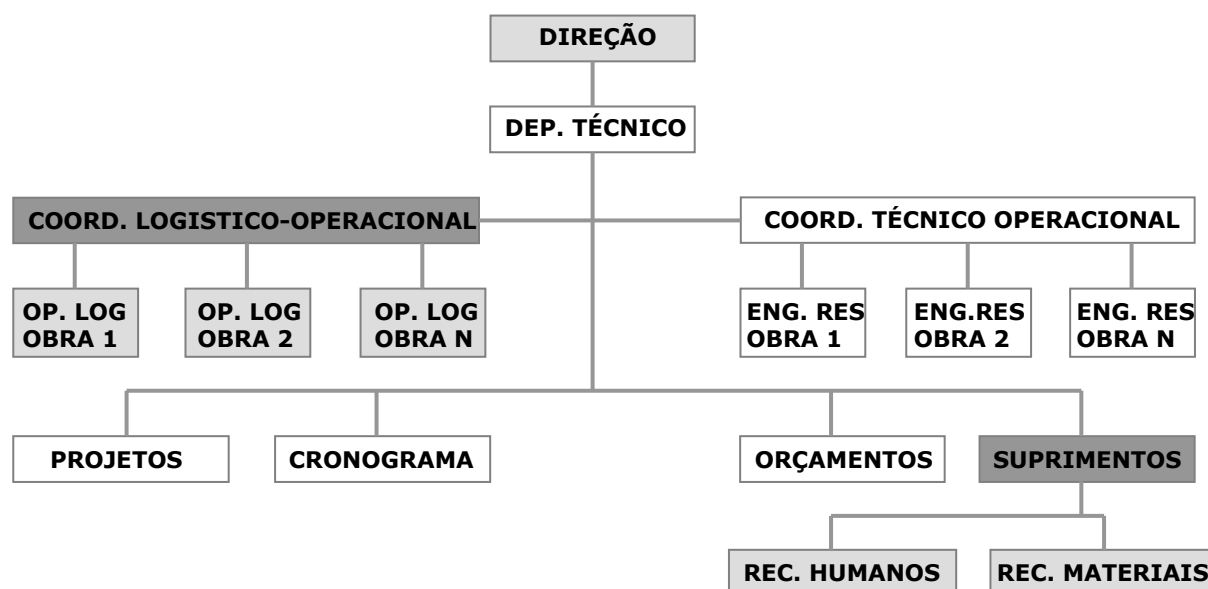 DIREÇÃO
DEP. TÉCNICO
COORD. LOGISTICO-OPERACIONAL
COORD. TÉCNICO OPERACIONAL
OP. LOG
OBRA 1
OP. LOG
OBRA 2
OP. LOG
OBRA N
ENG. RES
OBRA 1
ENG.RES
OBRA 2
ENG. RES
OBRA N
PROJETOS
CRONOGRAMA
ORÇAMENTOS
SUPRIMENTOS
REC. HUMANOS
REC. MATERIAIS